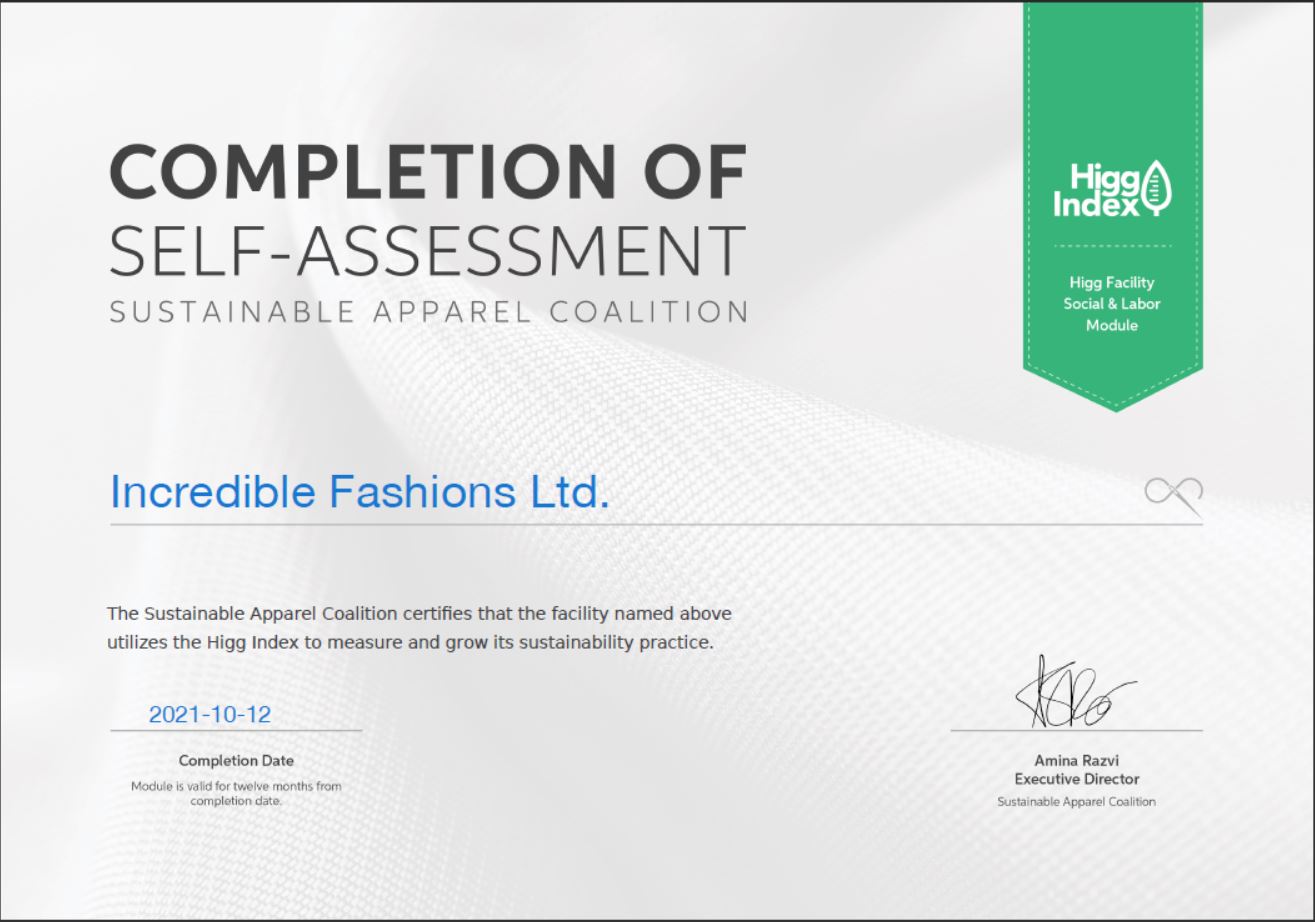 COMPLETION OF
SELF-ASSESSMENT
SUSTAINABLE APPAREL COALITION
Higg
Index
Higg Facility
Social & Labor
Module
Incredible Fashions Ltd.
The Sustainable Apparel Coalition certifies that the facility named above
utilizes the Higg Index to measure and grow its sustainability practice.
2021-10-12
Completion Date
Module is valid for twelve months from
completion date.
Amina Razvi
Executive Director
Sustainable Apparel Coalition